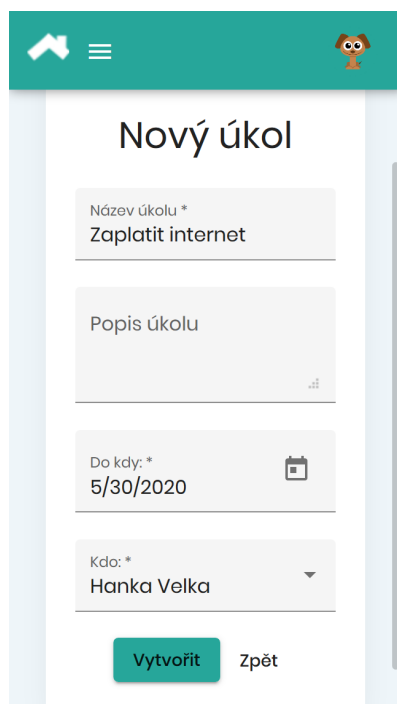 Nový úkol
Název úkolu *
Zaplatit internet
Popis úkolu
Do kdy: *
5/30/2020
Kdo: *
Hanka Velka
Vytvořit Zpět